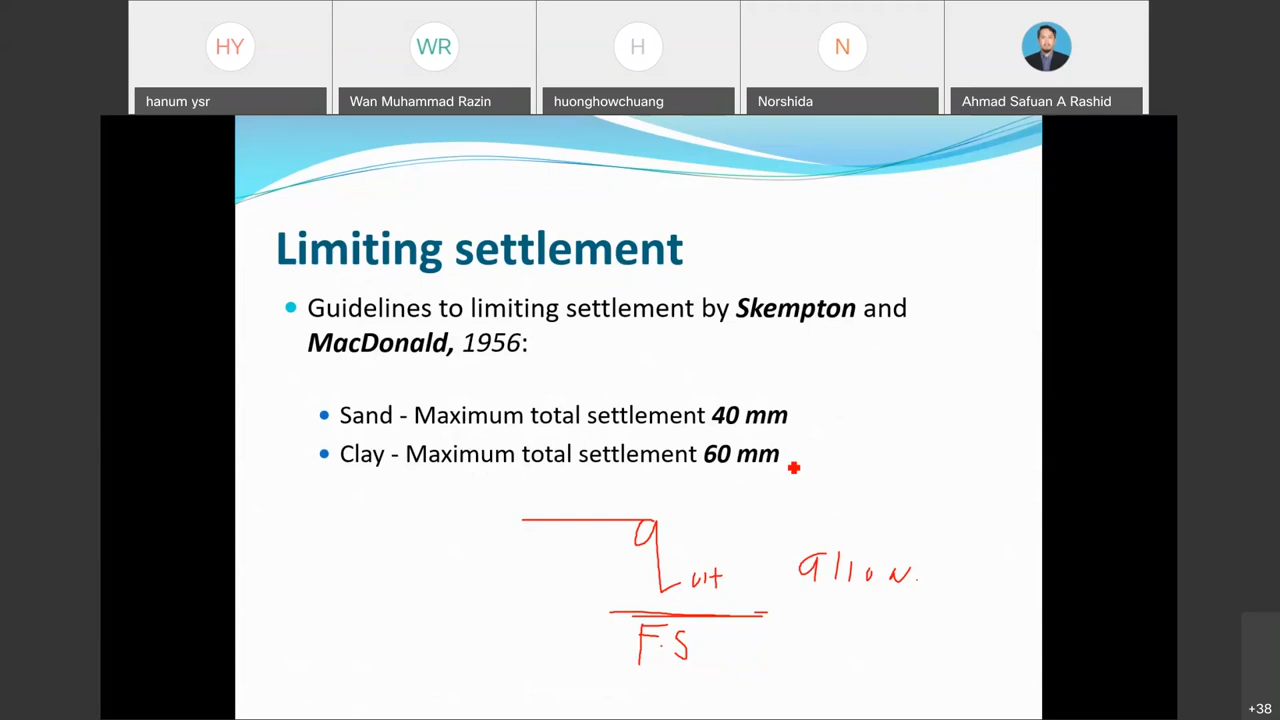 HY
WR
H
N
hanum ysr
Wan Muhammad Razin
huonghowchuang
Norshida
Ahmad Safuan A Rashid
Limiting settlement
Guidelines to limiting settlement by Skempton and
MacDonald, 1956:
Sand - Maximum total settlement 40 mm
Clay - Maximum total settlement 60 mm
q ult
allow.
F.S
+38